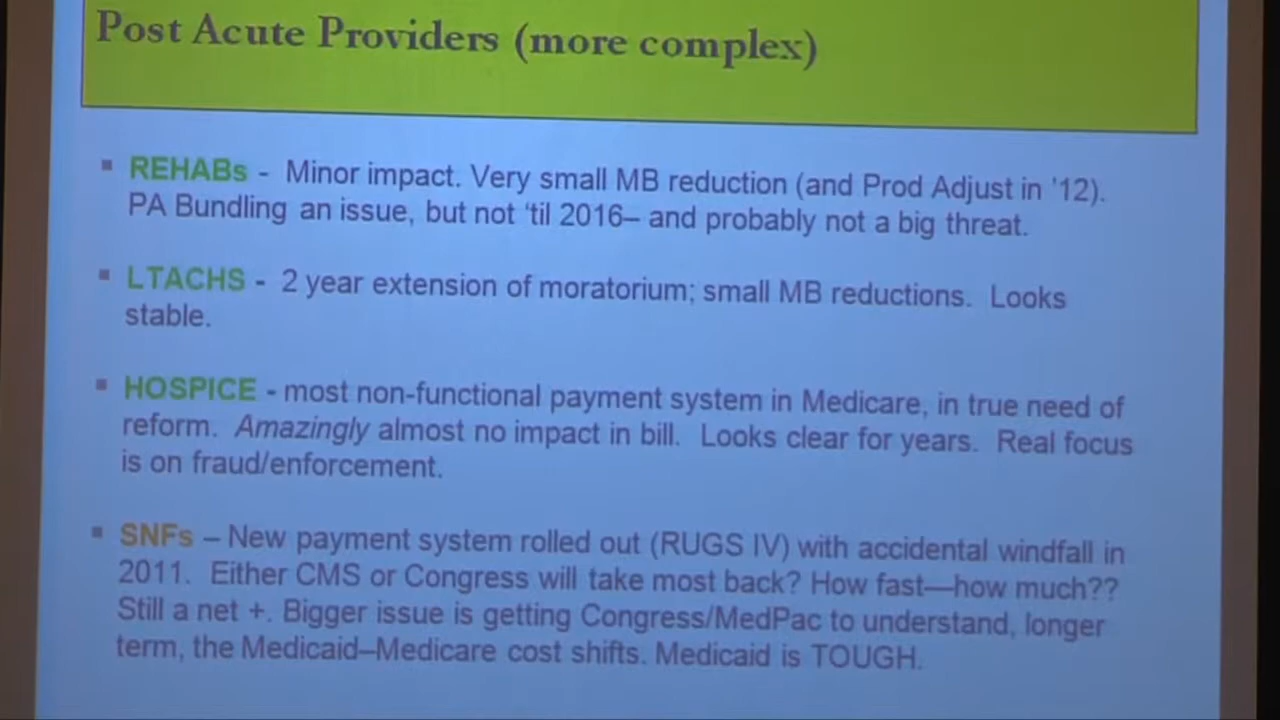 Post Acute Providers (more complex)
▪ REHABs - Minor impact. Very small MB reduction (and Prod Adjust in '12).
PA Bundling an issue, but not 'til 2016– and probably not a big threat.
▪ LTACHS - 2 year extension of moratorium; small MB reductions. Looks
stable.
▪ HOSPICE - most non-functional payment system in Medicare, in true need of
reform. Amazingly almost no impact in bill. Looks clear for years. Real focus
is on fraud/enforcement.
▪ SNFs – New payment system rolled out (RUGS IV) with accidental windfall in
2011. Either CMS or Congress will take most back? How fast—how much??
Still a net +. Bigger issue is getting Congress/MedPac to understand, longer
term, the Medicaid–Medicare cost shifts. Medicaid is TOUGH.